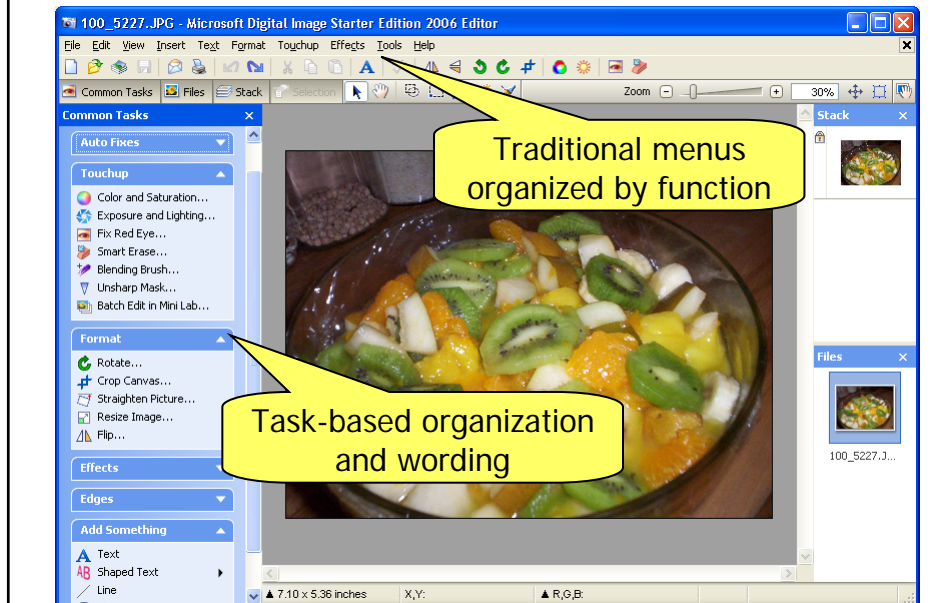 100_5227.JPG - Microsoft Digital Image Starter Edition 2006 Editor
File Edit View Insert Text Format Touchup Effects Tools Help
Common Tasks Files Stack Selection Zoom 30%
Common Tasks
Stack
Auto Fixes
Touchup
Color and Saturation...
Exposure and Lighting...
Fix Red Eye...
Smart Erase...
Blending Brush...
Unsharp Mask...
Batch Edit in Mini Lab...
Format
Rotate...
Crop Canvas...
Straighten Picture...
Resize Image...
Flip...
Effects
Edges
Add Something
A Text
AB Shaped Text
Line
Traditional menus
organized by function
Task-based organization
and wording
Files
100_5227.J...
7.10 x 5.36 inches X,Y: R,G,B: